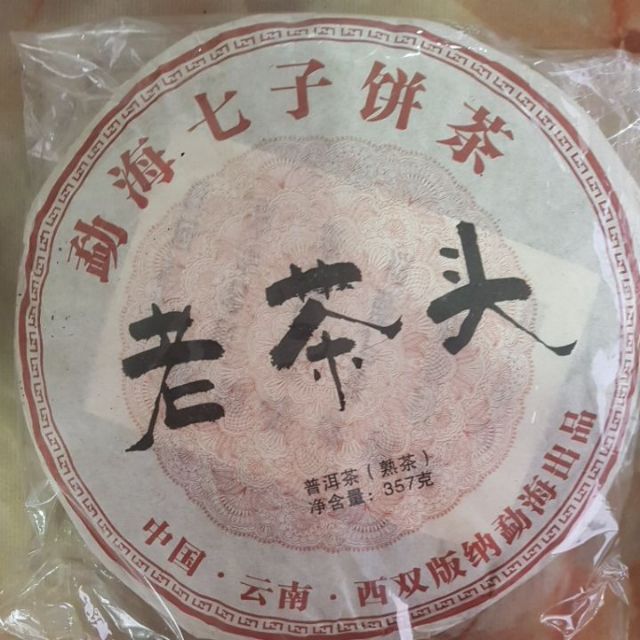 勐海七子饼茶
老茶头
普洱茶（熟茶）
净含量：357克
中国·云南·西双版纳勐海出品